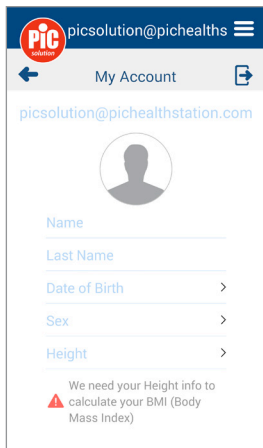 PiC
solution
picsolution@pichealths
My Account
picsolution@pichealthstation.com
Name
Last Name
Date of Birth
Sex
Height
We need your Height info to
calculate your BMI (Body
Mass Index)